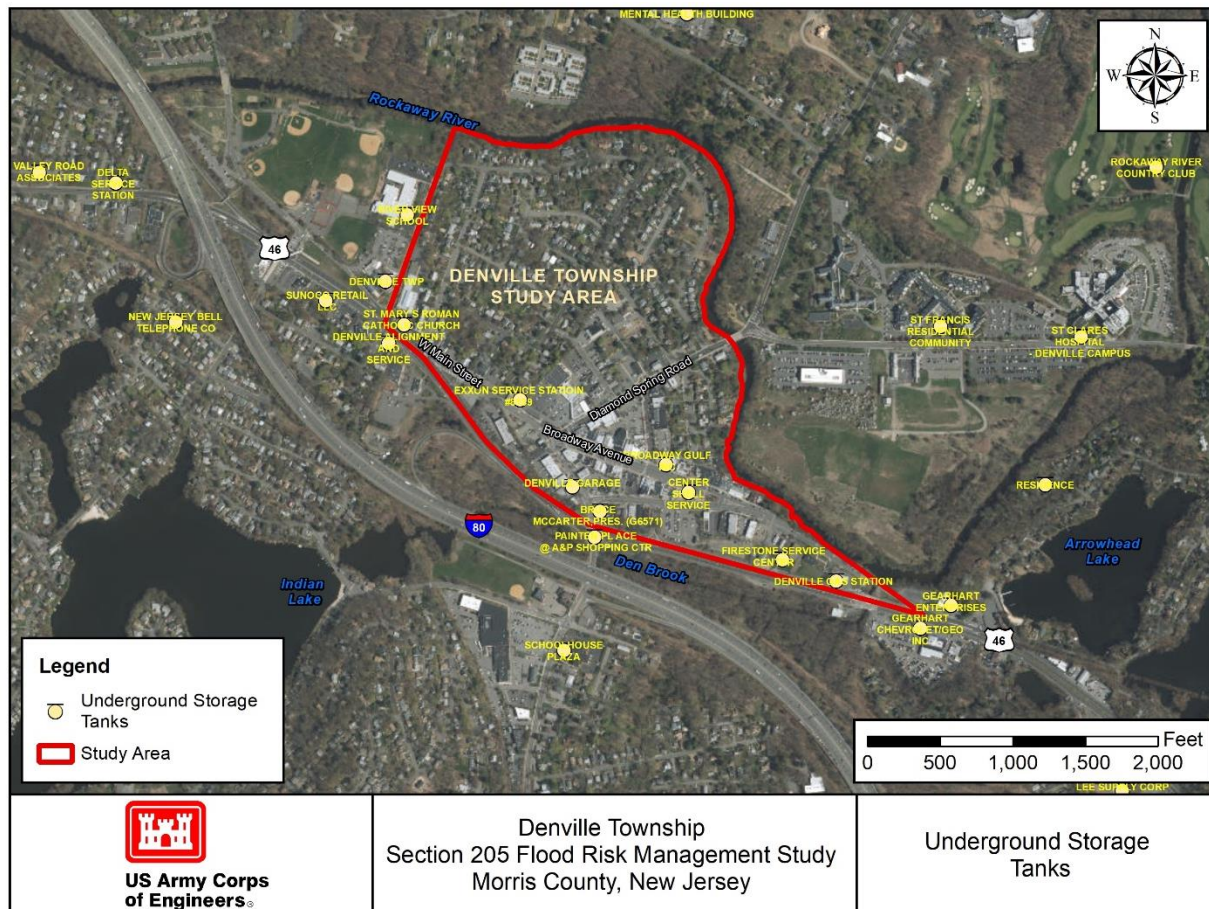 MENTAL HEALTH BUILDING
N
W E
S
Rockaway River
VALLEY ROAD
ASSOCIATES
DELTA
SERVICE
STATION
ROCKAWAY RIVER
COUNTRY CLUB
VIEW
SCHOOL
46
DENVILLE TOWNSHIP
STUDY AREA
DENVILLE TWP
SUNOCO RETAIL
LLC
NEW JERSEY BELL
TELEPHONE CO
ST. MARY'S ROMAN
CATHOLIC CHURCH
DENVILLE ALIGNMENT
AND
SERVICE
ST FRANCIS
RESIDENTIAL
COMMUNITY
ST CLARES
HOSPITAL
- DENVILLE CAMPUS
W Main Street
EXXON SERVICE STATION
Diamond Spring Road
Broadway Avenue
BROADWAY GULF
DENVILLE GARAGE
CENTER
SHELL
SERVICE
RESIDENCE
BRUCE
MCCARTER PRES. (G6571)
80
PAINTERS PLACE
@ A&P SHOPPING CTR
Den Brook
FIRESTONE SERVICE
CENTER
DENVILLE GAS STATION
Arrowhead
Lake
Indian
Lake
GEARHART
ENTERPRISES
GEARHART
CHEVROLET/GEO
INC
46
SCHOOLHOUSE
PLAZA
Legend
Underground Storage
Tanks
Study Area
Feet
0 500 1,000 1,500 2,000
LEE SUPPLY CORP
US Army Corps
of Engineers®
Denville Township
Section 205 Flood Risk Management Study
Morris County, New Jersey
Underground Storage
Tanks